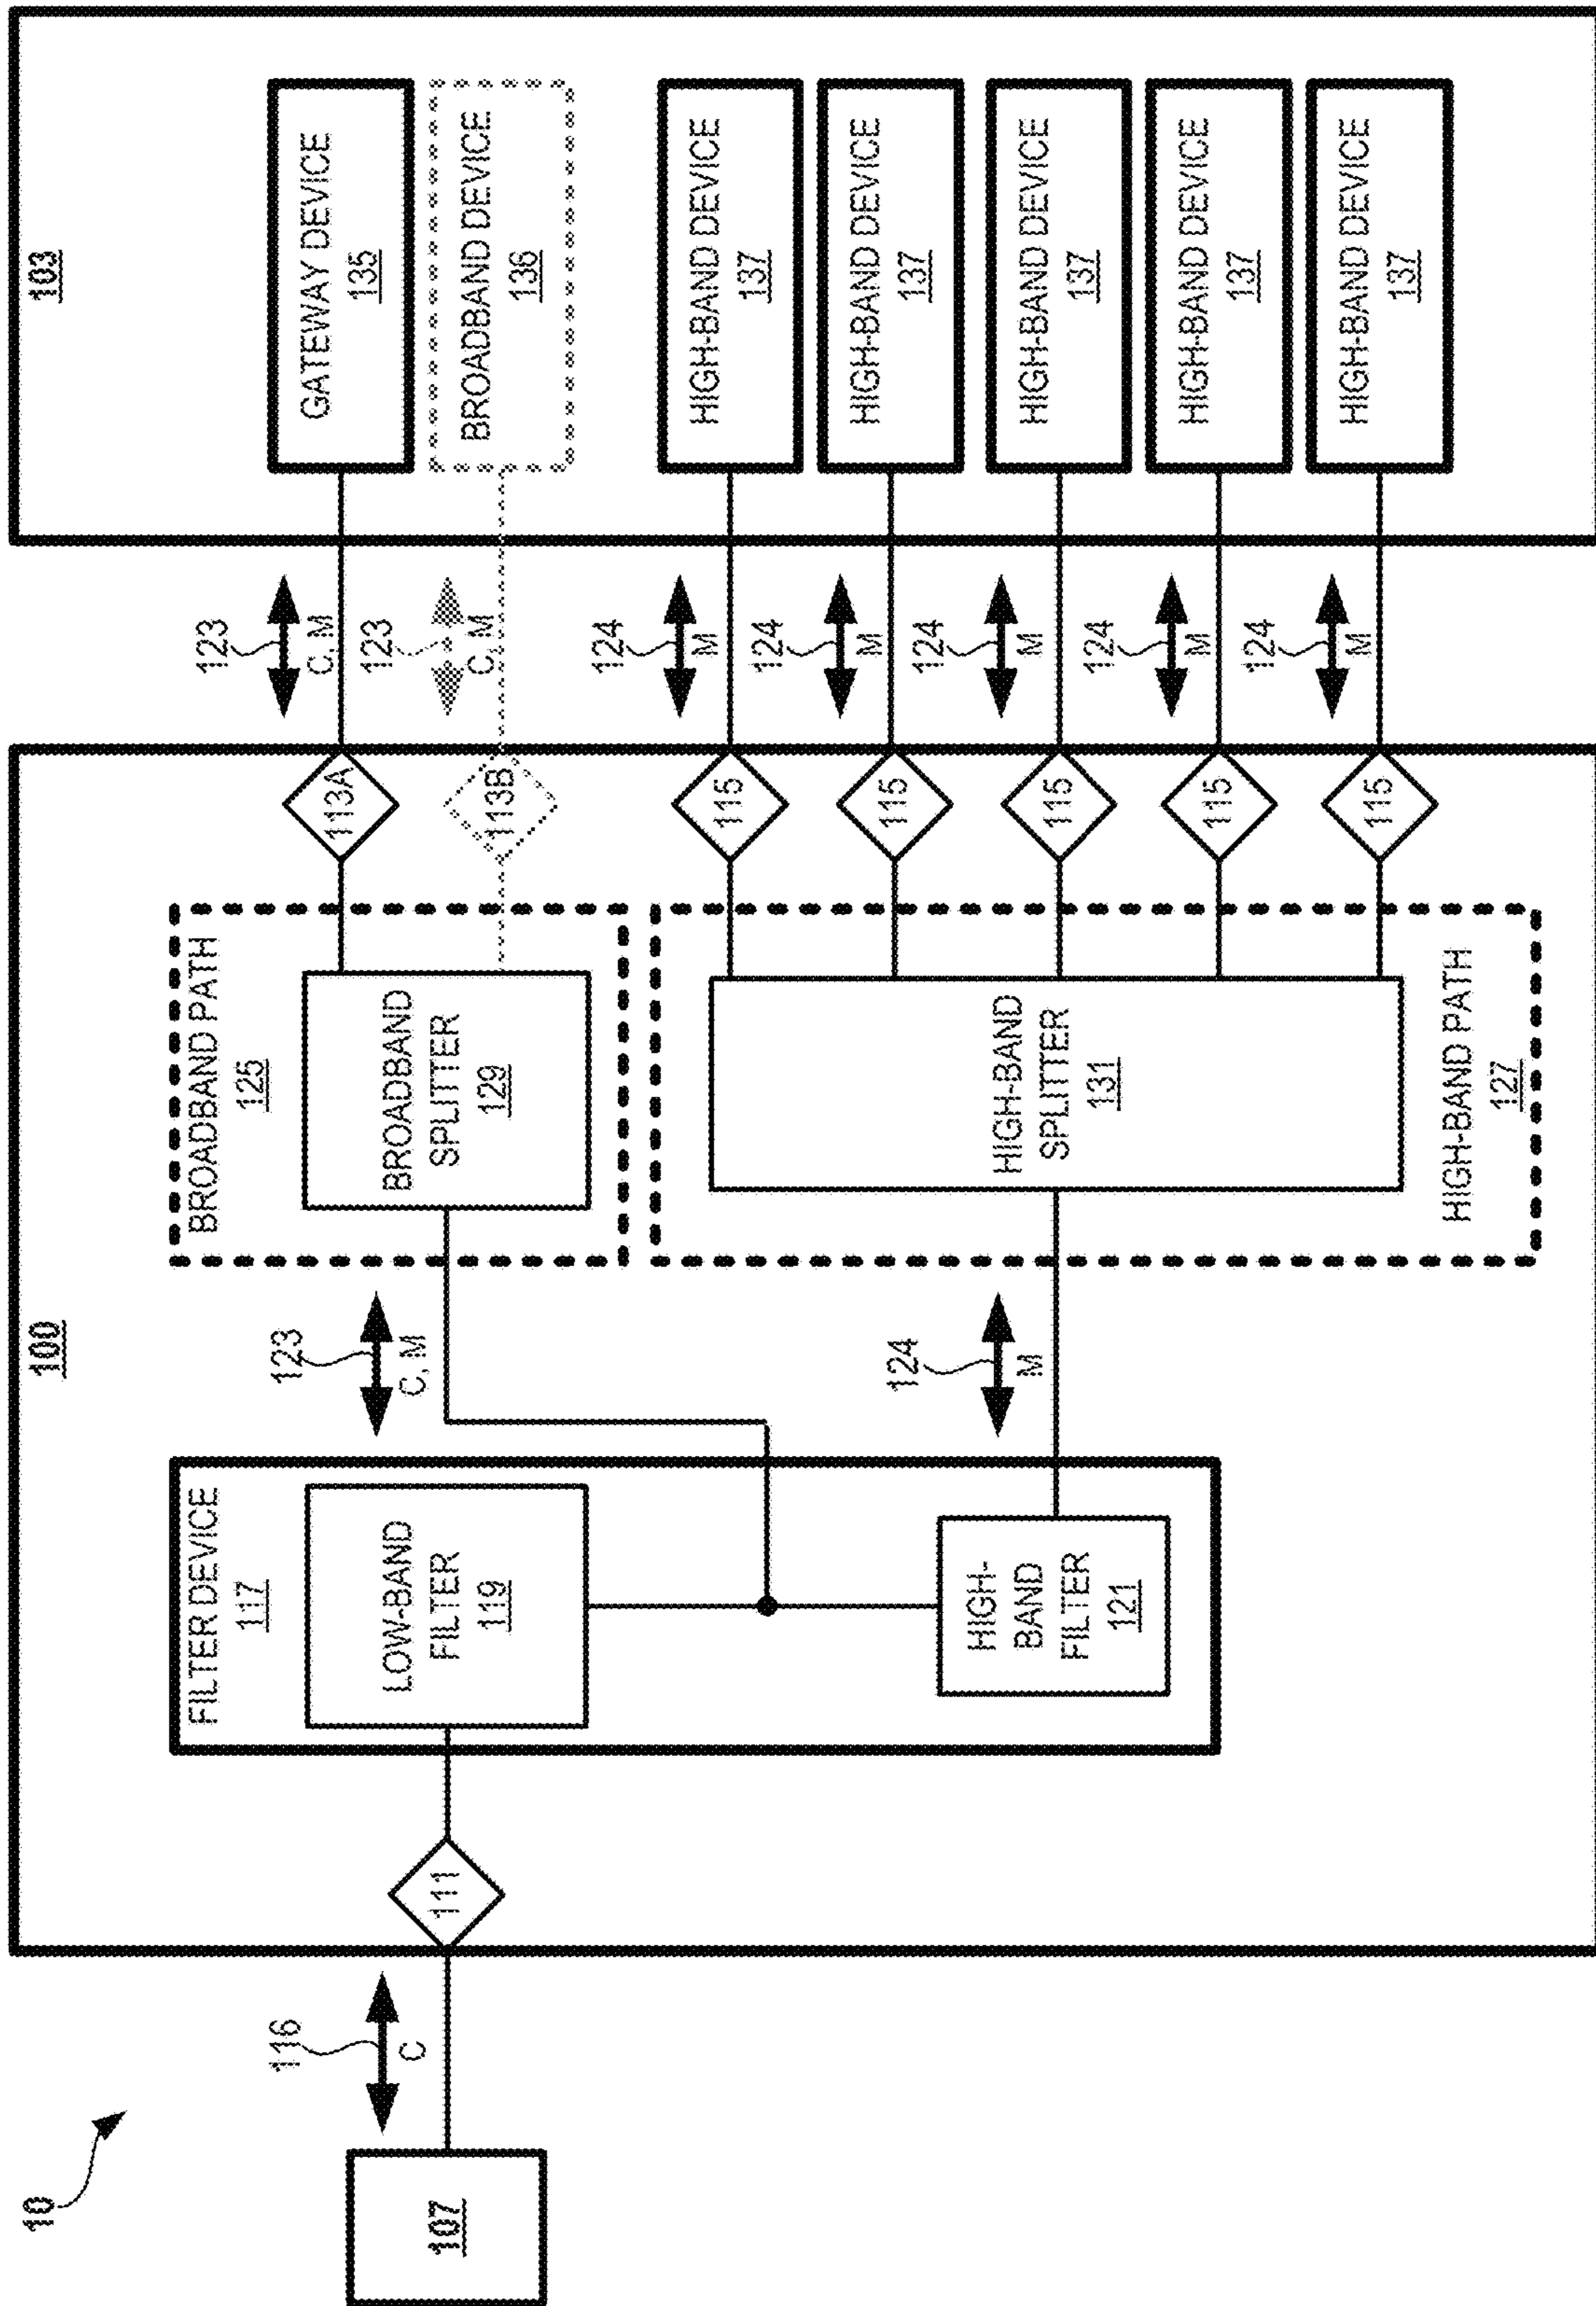 10
107
116
C
100
111
FILTER DEVICE
117
LOW-BAND
FILTER
119
HIGH-
BAND
FILTER
121
123
C, M
124
M
BROADBAND PATH
125
BROADBAND
SPLITTER
129
HIGH-BAND
SPLITTER
131
HIGH-BAND PATH
127
113A
113B
115
115
115
115
115
123
C, M
123
C, M
124
M
124
M
124
M
124
M
124
M
103
GATEWAY DEVICE
135
BROADBAND DEVICE
136
HIGH-BAND DEVICE
137
HIGH-BAND DEVICE
137
HIGH-BAND DEVICE
137
HIGH-BAND DEVICE
137
HIGH-BAND DEVICE
137